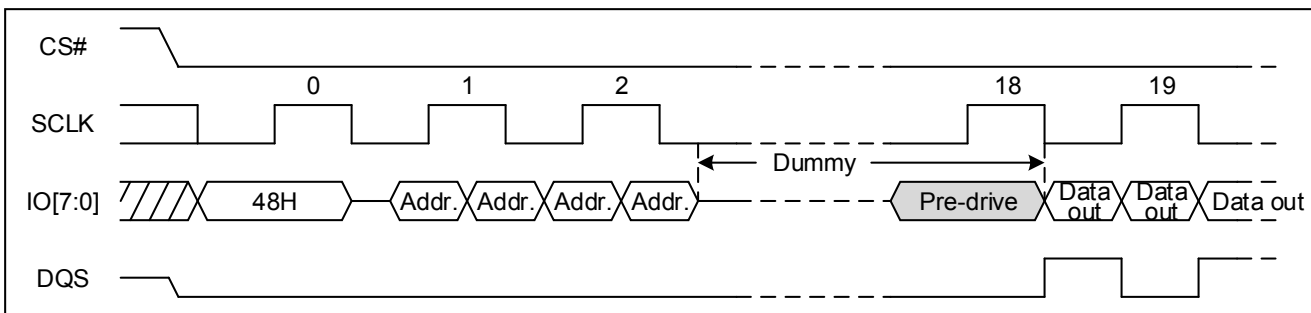 CS#
0 1 2 18 19
SCLK
Dummy
IO[7:0] 48H Addr. Addr. Addr. Addr. Pre-drive Data out Data out Data out
DQS